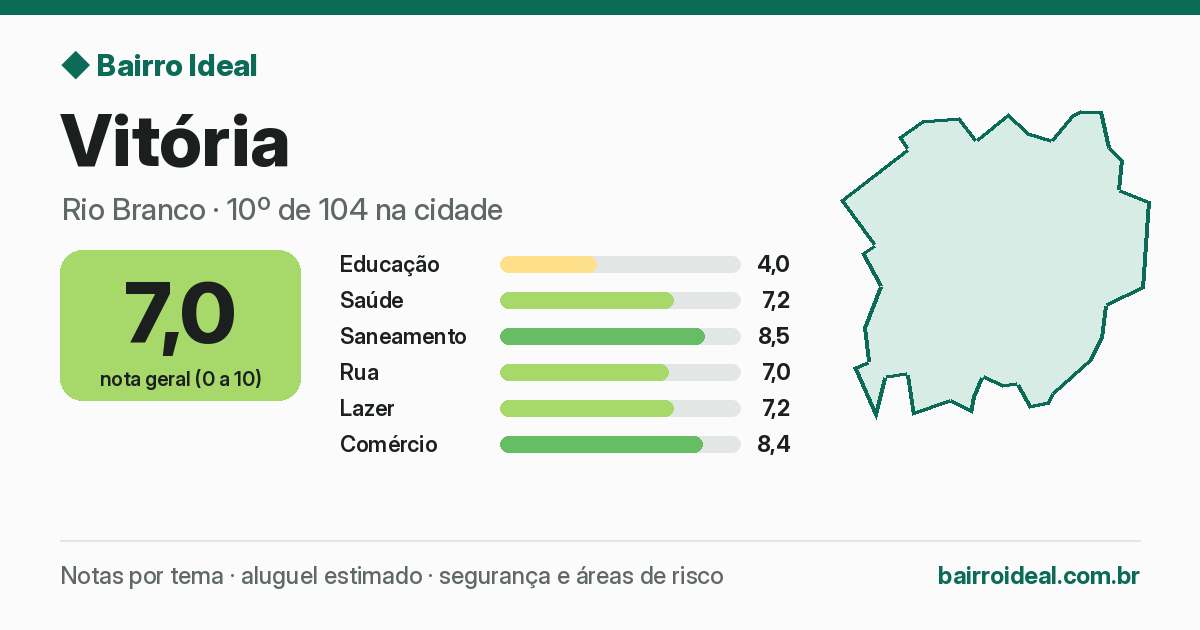 Bairro Ideal
Vitória
Rio Branco · 10º de 104 na cidade
7,0
nota geral (0 a 10)
Educação 4,0
Saúde 7,2
Saneamento 8,5
Rua 7,0
Lazer 7,2
Comércio 8,4
Notas por tema · aluguel estimado · segurança e áreas de risco
bairroideal.com.br